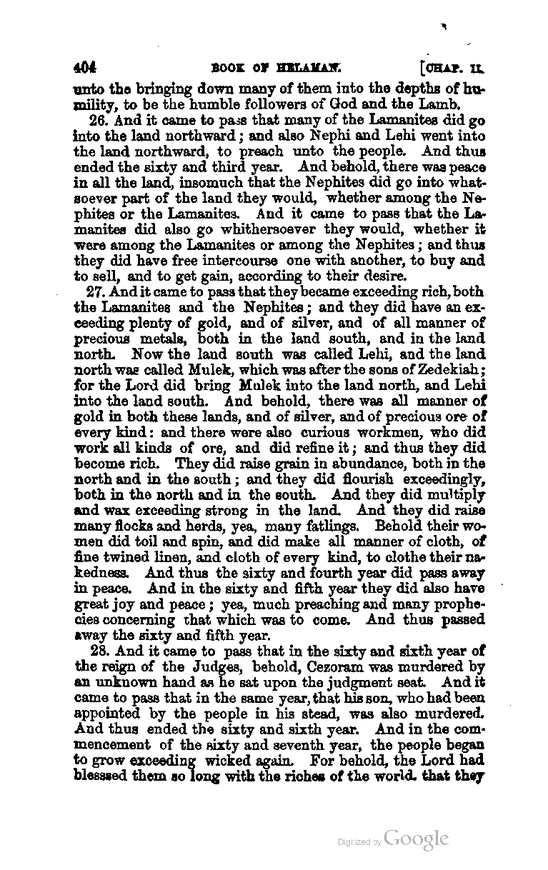 404 BOOK OF HELAMAN. [CHAP. II.
unto the bringing down many of them into the depths of hu-
mility, to be the humble followers of God and the Lamb.
26. And it came to pass that many of the Lamanites did go
into the land northward; and also Nephi and Lehi went into
the land northward, to preach unto the people. And thus
ended the sixty and third year. And behold, there was peace
in all the land, insomuch that the Nephites did go into what-
soever part of the land they would, whether among the Ne-
phites or the Lamanites. And it came to pass that the La-
manites did also go whithersoever they would, whether it
were among the Lamanites or among the Nephites; and thus
they did have free intercourse one with another, to buy and
to sell, and to get gain, according to their desire.
27. And it came to pass that they became exceeding rich, both
the Lamanites and the Nephites; and they did have an ex-
ceeding plenty of gold, and of silver, and of all manner of
precious metals, both in the land south, and in the land
north. Now the land south was called Lehi, and the land
north was called Mulek, which was after the sons of Zedekiah;
for the Lord did bring Mulek into the land north, and Lehi
into the land south. And behold, there was all manner of
gold in both these lands, and of silver, and of precious ore of
every kind: and there were also curious workmen, who did
work all kinds of ore, and did refine it; and thus they did
become rich. They did raise grain in abundance, both in the
north and in the south; and they did flourish exceedingly,
both in the north and in the south. And they did multiply
and wax exceeding strong in the land. And they did raise
many flocks and herds, yea, many fatlings. Behold their wo-
men did toil and spin, and did make all manner of cloth, of
fine twined linen, and cloth of every kind, to clothe their na-
kedness. And thus the sixty and fourth year did pass away
in peace. And in the sixty and fifth year they did also have
great joy and peace; yea, much preaching and many prophe-
cies concerning that which was to come. And thus passed
away the sixty and fifth year.
28. And it came to pass that in the sixty and sixth year of
the reign of the Judges, behold, Cezoram was murdered by
an unknown hand as he sat upon the judgment seat. And it
came to pass that in the same year, that his son, who had been
appointed by the people in his stead, was also murdered.
And thus ended the sixty and sixth year. And in the com-
mencement of the sixty and seventh year, the people began
to grow exceeding wicked again. For behold, the Lord had
blesssed them so long with the riches of the world, that they
Digitized by Google